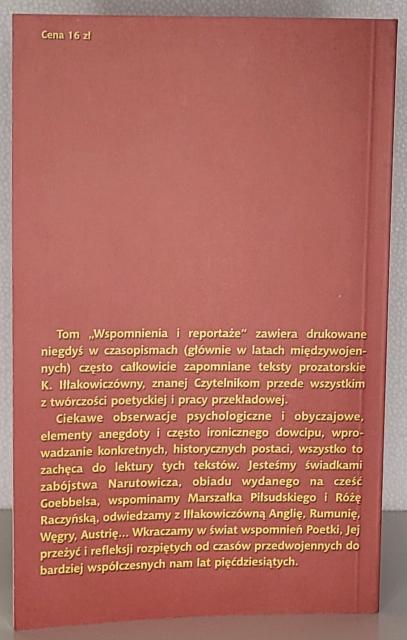 Cena 16 zł
Tom „Wspomnienia i reportaże" zawiera drukowane
niegdyś w czasopismach (głównie w latach międzywojen-
nych) często całkowicie zapomniane teksty prozatorskie
K. Iłłakowiczówny, znanej Czytelnikom przede wszystkim
z twórczości poetyckiej i pracy przekładowej.
Ciekawe obserwacje psychologiczne i obyczajowe,
elementy anegdoty i często ironicznego dowcipu, wpro-
wadzanie konkretnych, historycznych postaci, wszystko to
zachęca do lektury tych tekstów. Jesteśmy świadkami
zabójstwa Narutowicza, obiadu wydanego na cześć
Goebbelsa, wspominamy Marszałka Piłsudskiego i Różę
Raczyńską, odwiedzamy z Iłłakowiczówną Anglię, Rumunię,
Węgry, Austrię... Wkraczamy w świat wspomnień Poetki, Jej
przeżyć i refleksji rozpiętych od czasów przedwojennych do
bardziej współczesnych nam lat pięćdziesiątych.